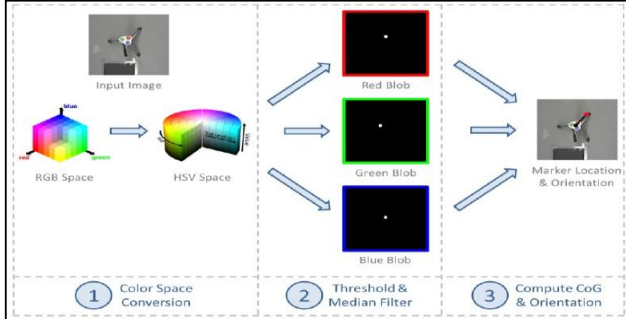 Input Image
blue
red
green
RGB Space
HSV Space
Red Blob
Green Blob
Blue Blob
Marker Location
& Orientation
1 Color Space
Conversion
2 Threshold &
Median Filter
3 Compute CoG
& Orientation